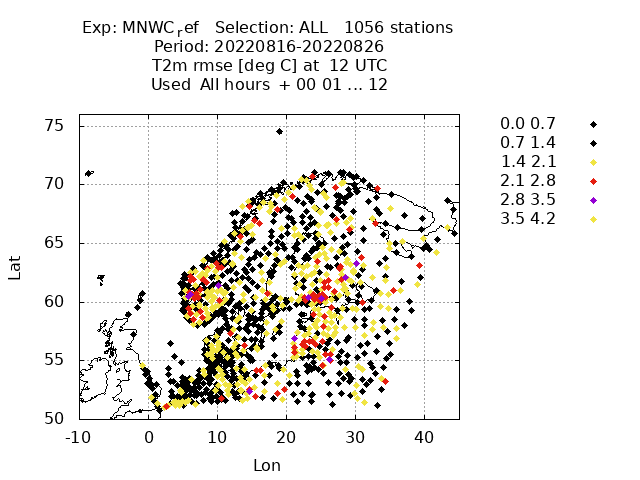 Exp: MNWCref   Selection: ALL   1056 stations
Period: 20220816-20220826
T2m rmse [deg C] at  12 UTC
Used  All hours  + 00 01 ... 12
0.0 0.7
0.7 1.4
1.4 2.1
2.1 2.8
2.8 3.5
3.5 4.2
75
70
65
60
55
50
Lat
-10 0 10 20 30 40
Lon